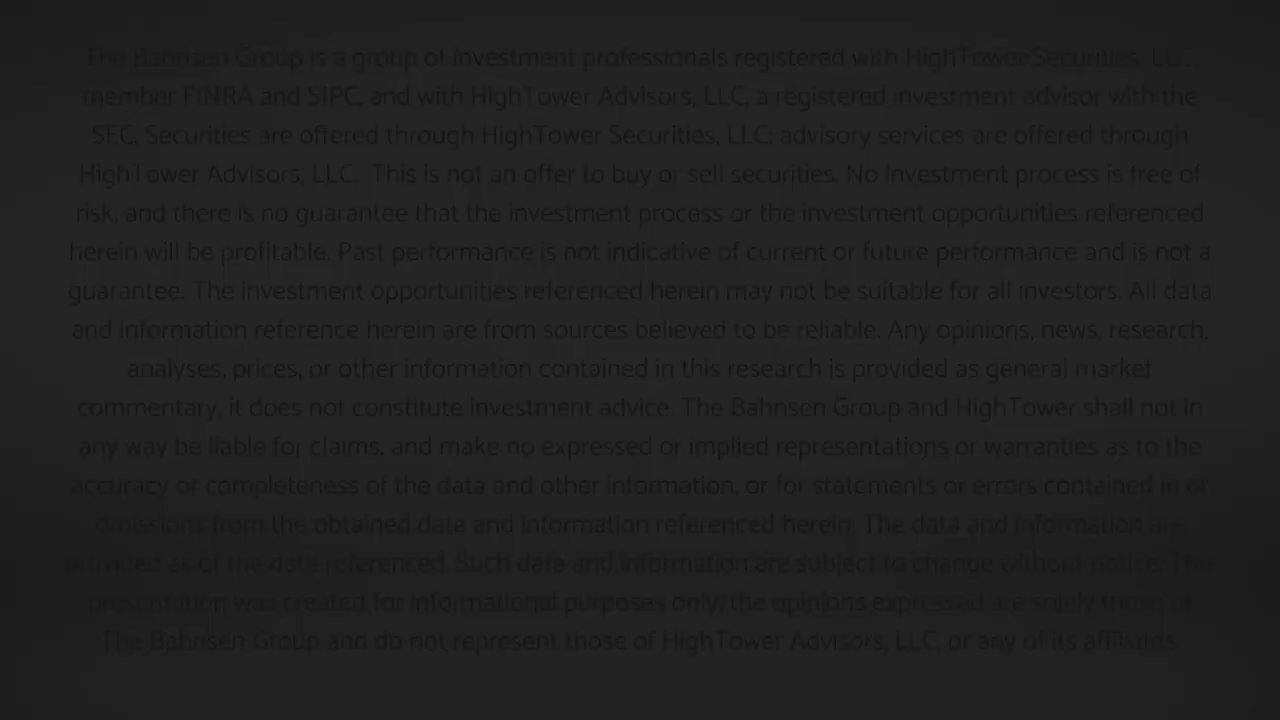 The Bahnsen Group is a group of investment professionals registered with HighTower Securities, LLC,
member FINRA and SIPC, and with HighTower Advisors, LLC, a registered investment advisor with the
SEC. Securities are offered through HighTower Securities, LLC; advisory services are offered through
HighTower Advisors, LLC. This is not an offer to buy or sell securities. No investment process is free of
risk, and there is no guarantee that the investment process or the investment opportunities referenced
herein will be profitable. Past performance is not indicative of current or future performance and is not a
guarantee. The investment opportunities referenced herein may not be suitable for all investors. All data
and information reference herein are from sources believed to be reliable. Any opinions, news, research,
analyses, prices, or other information contained in this research is provided as general market
commentary, it does not constitute investment advice. The Bahnsen Group and HighTower shall not in
any way be liable for claims, and make no expressed or implied representations or warranties as to the
accuracy or completeness of the data and other information, or for statements or errors contained in or
omissions from the obtained data and information referenced herein. The data and information are
provided as of the date referenced. Such data and information are subject to change without notice. This
presentation was created for informational purposes only; the opinions expressed are solely those of
The Bahnsen Group and do not represent those of HighTower Advisors, LLC, or any of its affiliates.